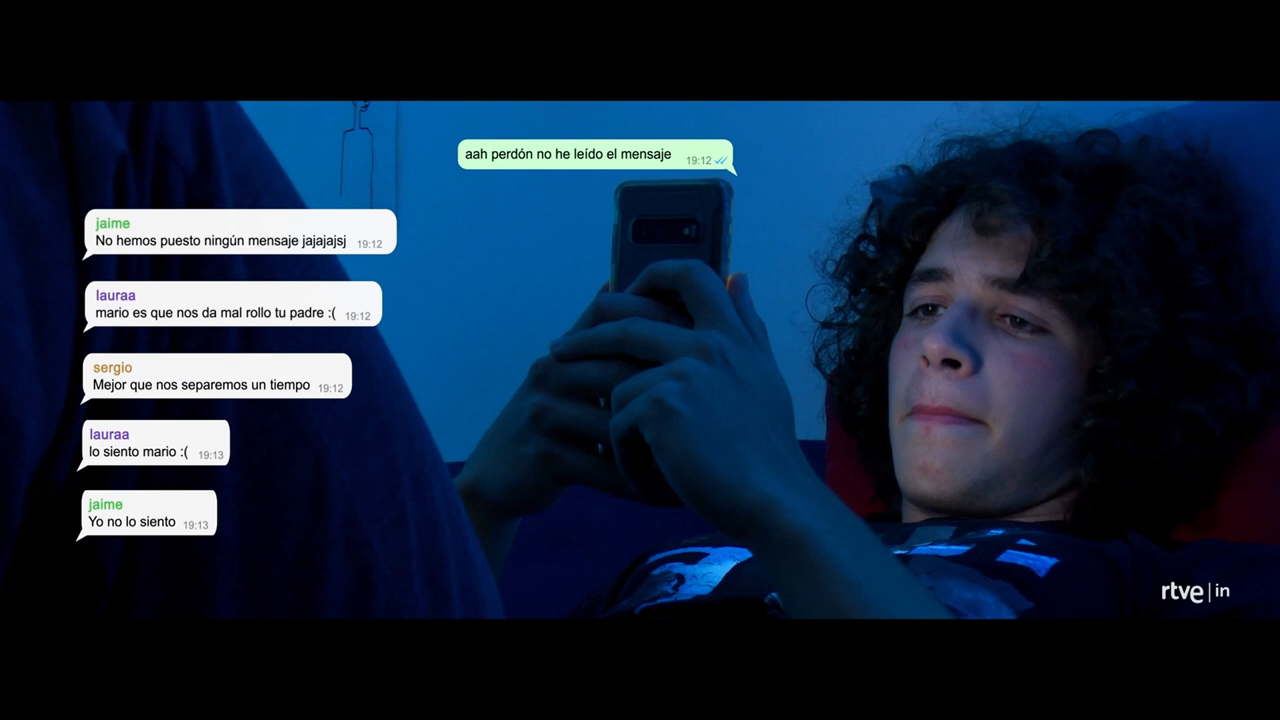 aah perdón no he leído el mensaje 19:12
jaime
No hemos puesto ningún mensaje jajajajsj 19:12
lauraa
mario es que nos da mal rollo tu padre :( 19:12
sergio
Mejor que nos separemos un tiempo 19:12
lauraa
lo siento mario :( 19:13
jaime
Yo no lo siento 19:13
rtve|in